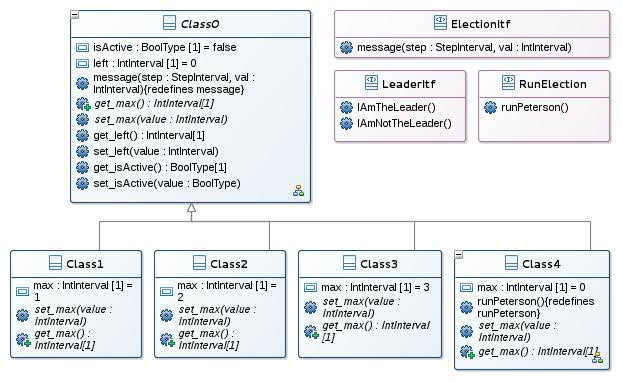 Class0
isActive : BoolType [1] = false
left : IntInterval [1] = 0
message(step : StepInterval, val :
IntInterval){redefines message}
get_max() : IntInterval[1]
set_max(value : IntInterval)
get_left() : IntInterval[1]
set_left(value : IntInterval)
get_isActive() : BoolType[1]
set_isActive(value : BoolType)
ElectionItf
message(step : StepInterval, val : IntInterval)
LeaderItf
IAmTheLeader()
IAmNotTheLeader()
RunElection
runPeterson()
Class1
max : IntInterval [1] =
1
set_max(value :
IntInterval)
get_max() :
IntInterval[1]
Class2
max : IntInterval [1] =
2
set_max(value :
IntInterval)
get_max() :
IntInterval[1]
Class3
max : IntInterval [1] = 3
set_max(value :
IntInterval)
get_max() : IntInterval
[1]
Class4
max : IntInterval [1] = 0
runPeterson(){redefines
runPeterson}
set_max(value :
IntInterval)
get_max() : IntInterval[1]